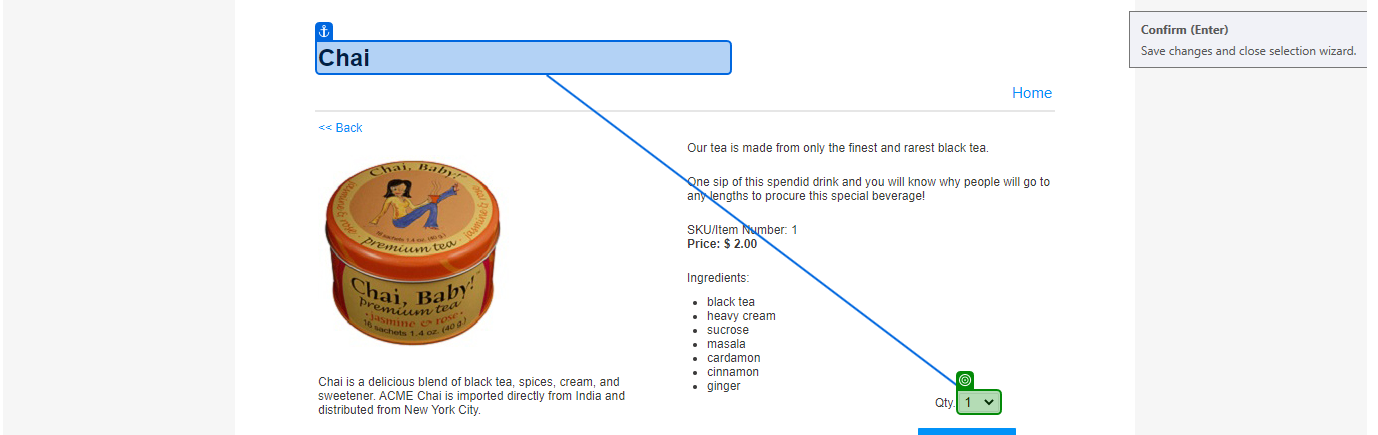 Confirm (Enter)
Save changes and close selection wizard.
Chai
Home
<< Back
Our tea is made from only the finest and rarest black tea.
One sip of this spendid drink and you will know why people will go to
any lengths to procure this special beverage!
SKU/Item Number: 1
Price: $ 2.00
Ingredients:
black tea
heavy cream
sucrose
masala
cardamon
cinnamon
ginger
Chai, Baby!
premium tea
Chai, Baby!
premium tea
jasmine & rose
16 sachets 1.4 oz. (40 g.)
Chai is a delicious blend of black tea, spices, cream, and
sweetener. ACME Chai is imported directly from India and
distributed from New York City.
Qty. 1